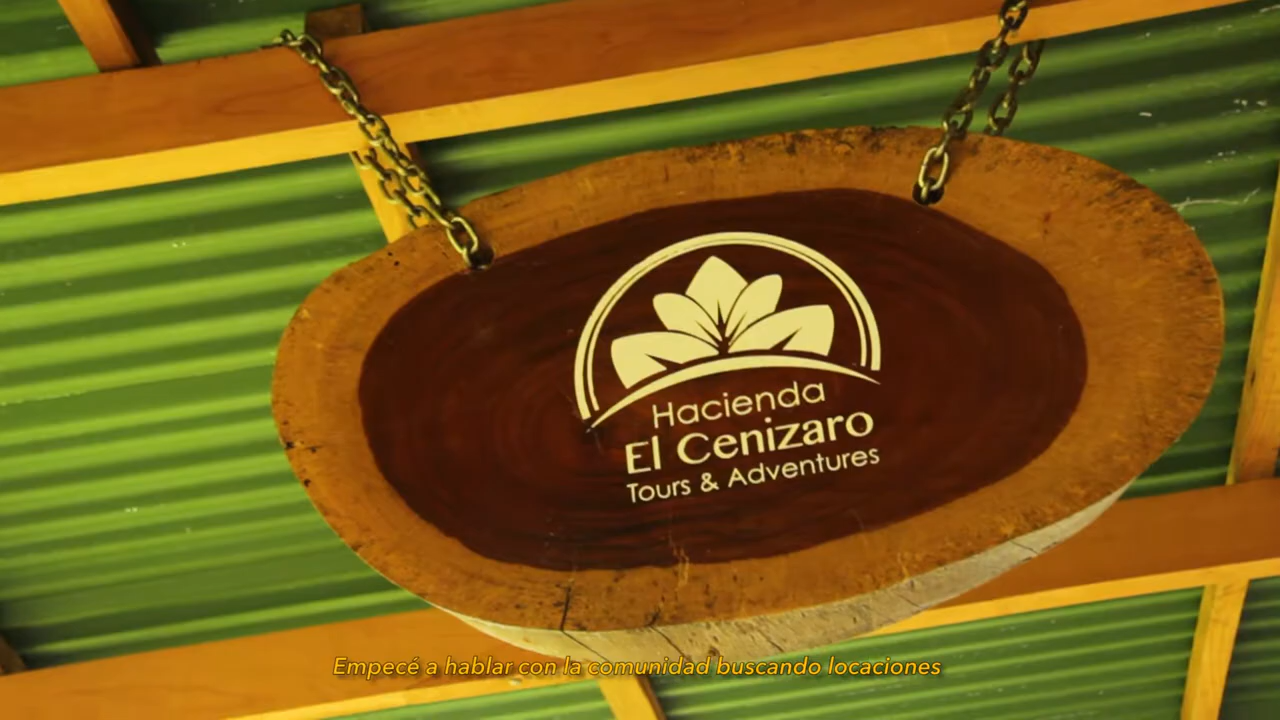 Hacienda
El Cenizaro
Tours & Adventures
Empecé a hablar con la comunidad buscando locaciones